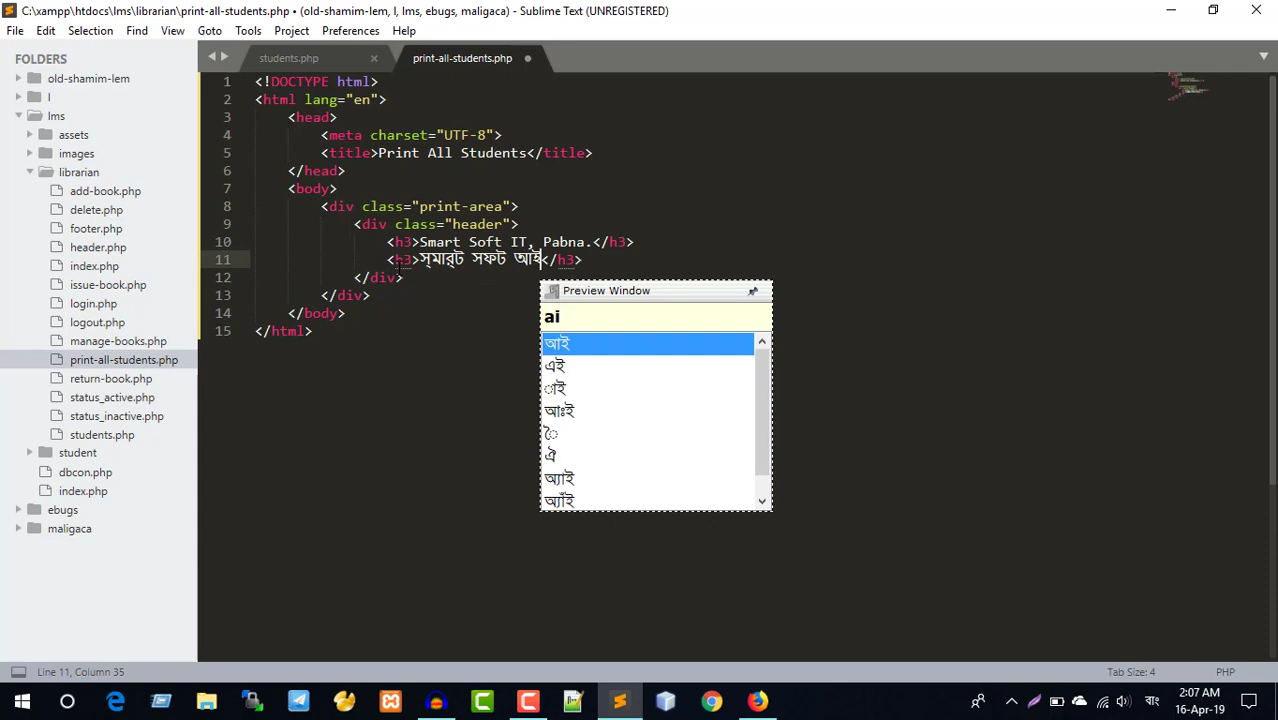 C:\xampp\htdocs\lms\librarian\print-all-students.php • (old-shamim-lem, l, lms, ebugs, maligaca) - Sublime Text (UNREGISTERED)
File Edit Selection Find View Goto Tools Project Preferences Help
FOLDERS
old-shamim-lem
l
lms
assets
images
librarian
add-book.php
delete.php
footer.php
header.php
index.php
issue-book.php
login.php
logout.php
manage-books.php
print-all-students.php
return-book.php
status_active.php
status_inactive.php
students.php
student
dbcon.php
index.php
ebugs
maligaca
students.php print-all-students.php
1 <!DOCTYPE html>
2 <html lang="en">
3 <head>
4 <meta charset="UTF-8">
5 <title>Print All Students</title>
6 </head>
7 <body>
8 <div class="print-area">
9 <div class="header">
10 <h3>Smart Soft IT, Pabna.</h3>
11 <h3>স্মার্ট সফট আই</h3>
12 </div>
13 </div>
14 </body>
15 </html>
Preview Window
ai
আই
এই
াই
আঃই
ৈ
ঐ
অ্যাই
অ্যাঁই
Line 11, Column 35
Tab Size: 4 PHP
বাং
2:07 AM
16-Apr-19